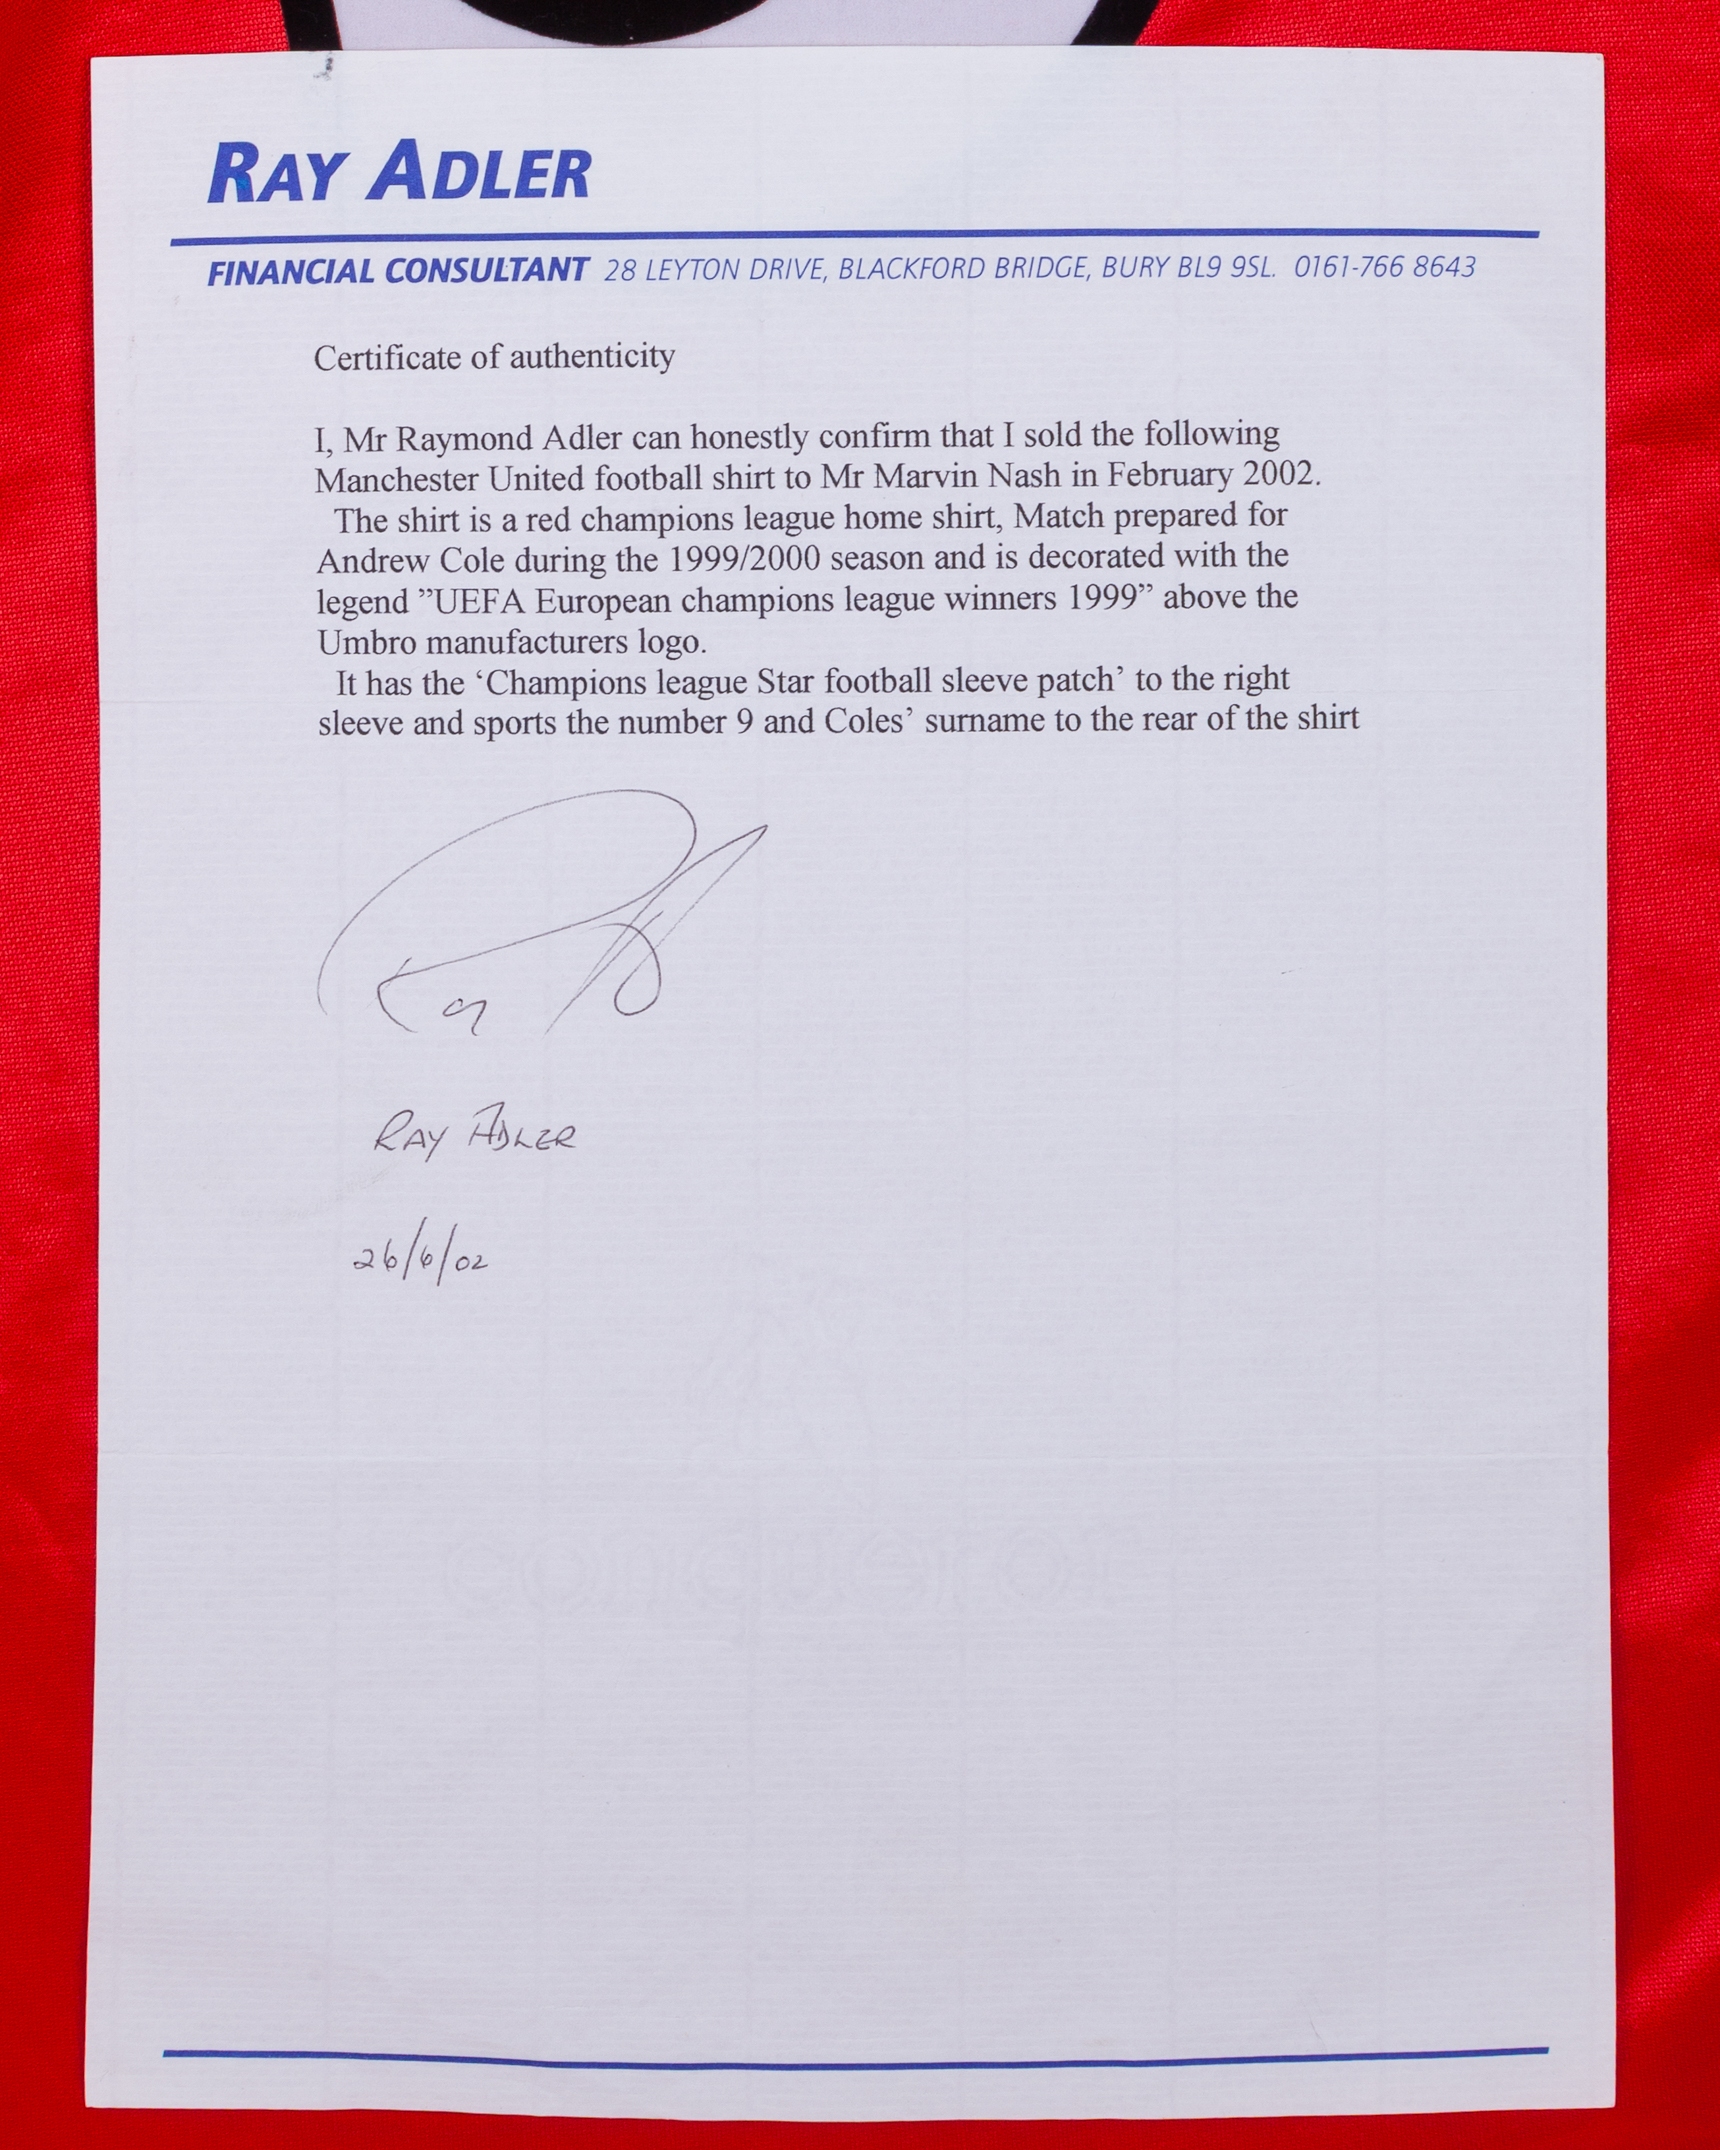 RAY ADLER
FINANCIAL CONSULTANT 28 LEYTON DRIVE, BLACKFORD BRIDGE, BURY BL9 9SL. 0161-766 8643
Certificate of authenticity
I, Mr Raymond Adler can honestly confirm that I sold the following
Manchester United football shirt to Mr Marvin Nash in February 2002.
The shirt is a red champions league home shirt, Match prepared for
Andrew Cole during the 1999/2000 season and is decorated with the
legend ”UEFA European champions league winners 1999” above the
Umbro manufacturers logo.
It has the ‘Champions league Star football sleeve patch’ to the right
sleeve and sports the number 9 and Coles’ surname to the rear of the shirt
RAY ADLER
26/6/02
conqueror